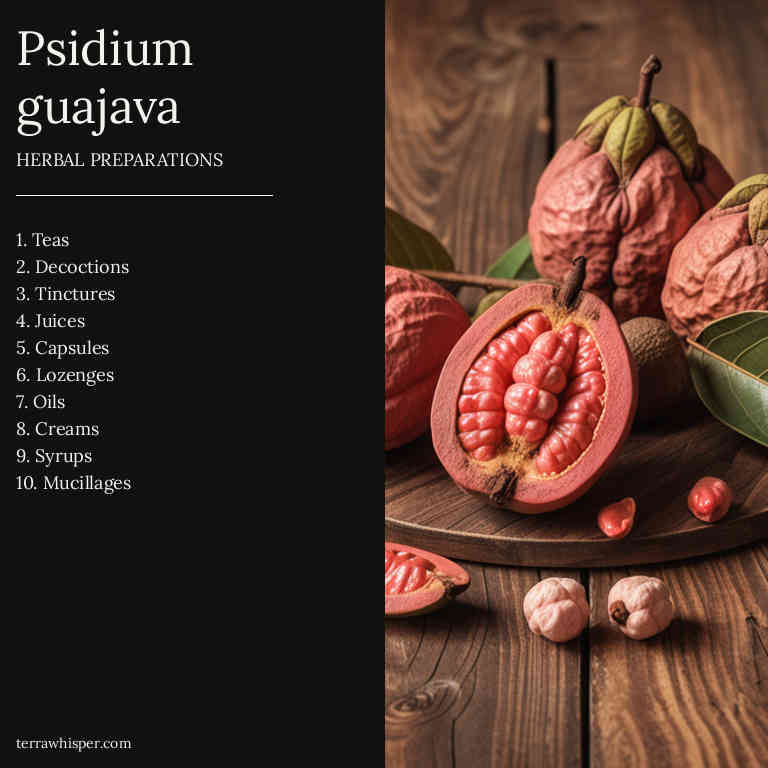 Psidium
guajava
HERBAL PREPARATIONS
1. Teas
2. Decoctions
3. Tinctures
4. Juices
5. Capsules
6. Lozenges
7. Oils
8. Creams
9. Syrups
10. Mucillages
terrawhisper.com